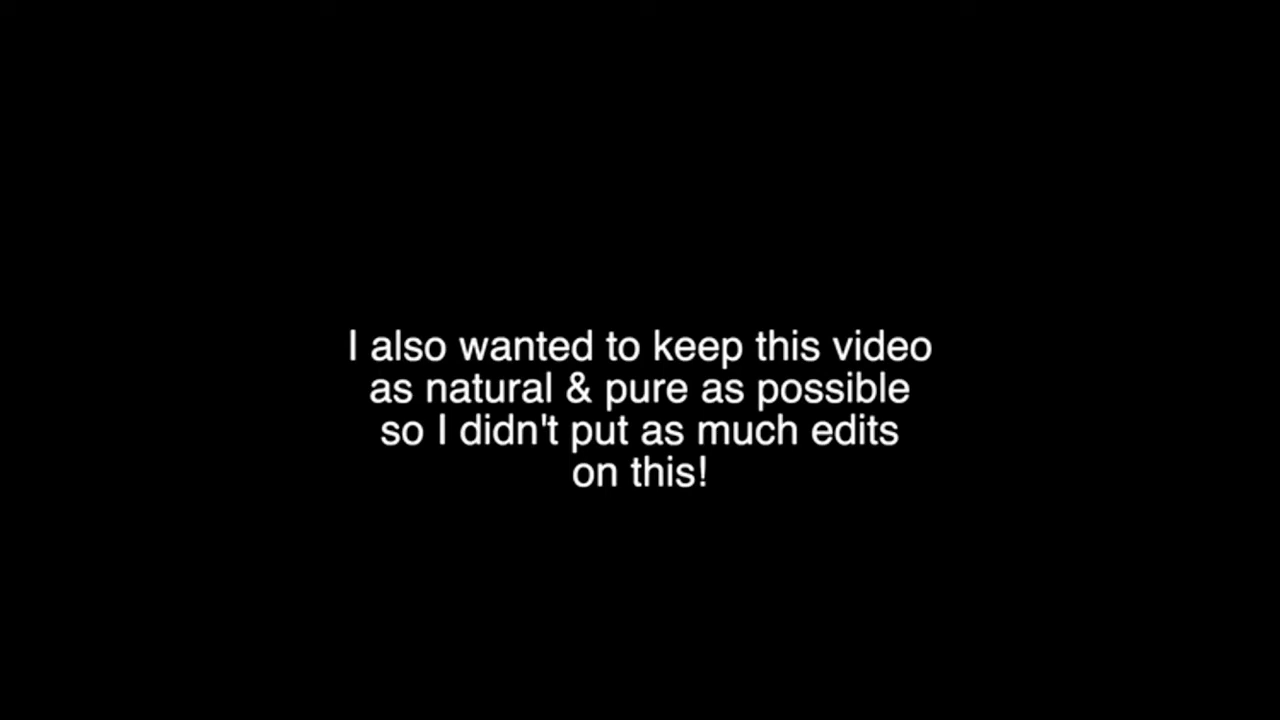 I also wanted to keep this video
as natural & pure as possible
so I didn't put as much edits
on this!